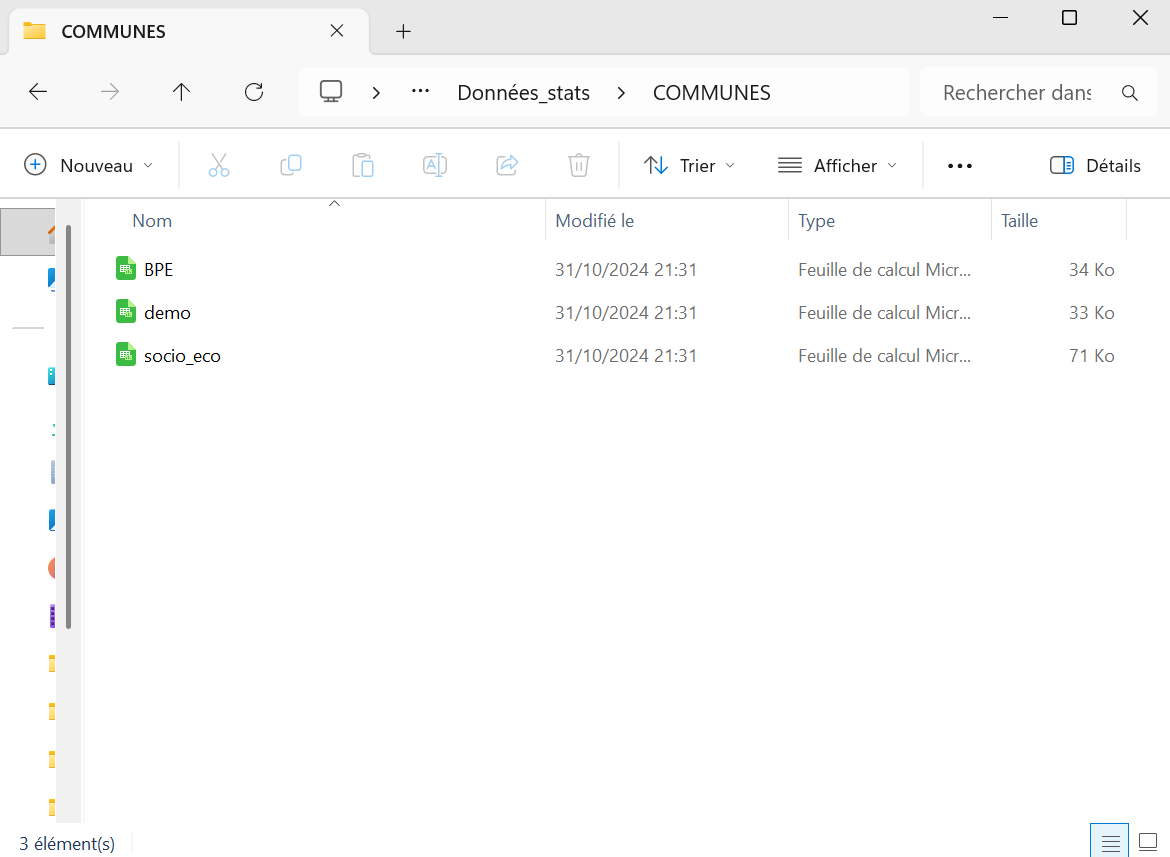 COMMUNES
Données_stats COMMUNES Rechercher dans
Nouveau Trier Afficher Détails
Nom Modifié le Type Taille
BPE 31/10/2024 21:31 Feuille de calcul Micr... 34 Ko
demo 31/10/2024 21:31 Feuille de calcul Micr... 33 Ko
socio_eco 31/10/2024 21:31 Feuille de calcul Micr... 71 Ko
3 élément(s)